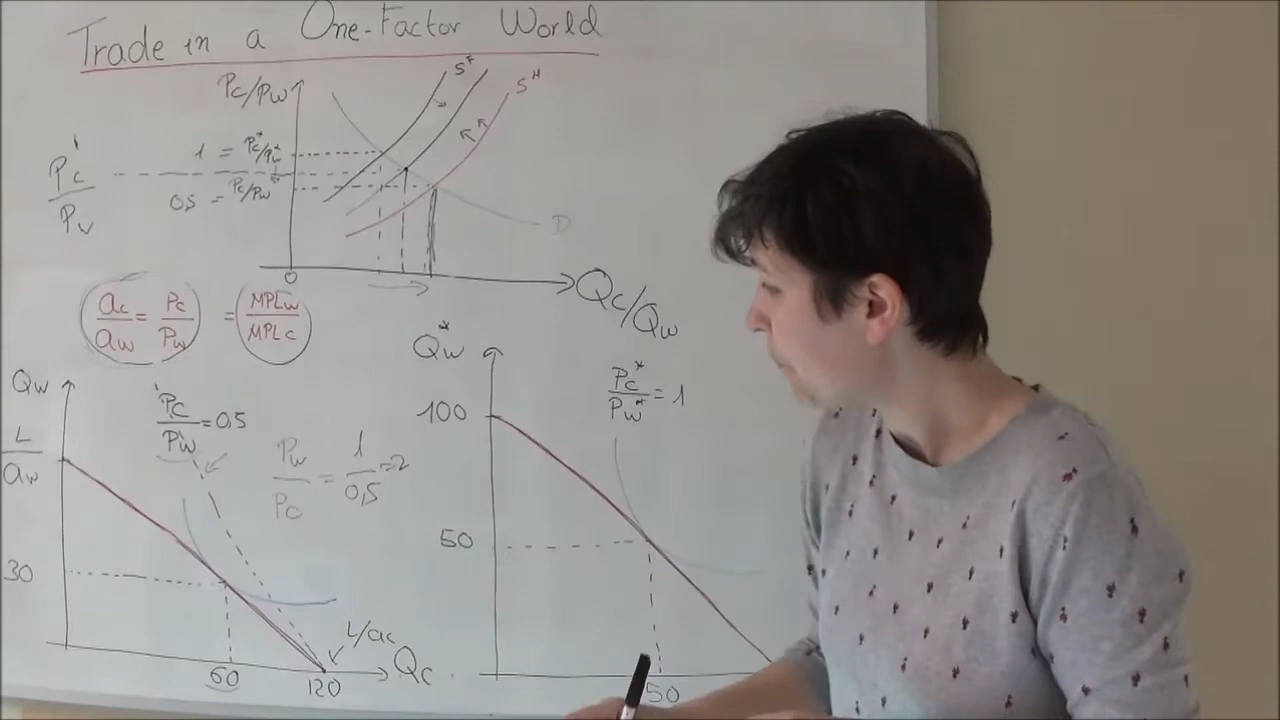 Trade in a One-Factor World
Pc/Pw
S*
S^H
1 = Pc*/Pw*
P'c/Pw
0,5 = Pc/Pw
D
0
Qc/Qw
ac/aw = Pc/Pw = MPLw/MPLc
Qw
L/aw
30
Pc/Pw = 0,5
Pw/Pc = 1/0,5 = 2
L/ac
60
120
Qc
Qw*
100
50
Pc*/Pw* = 1
50